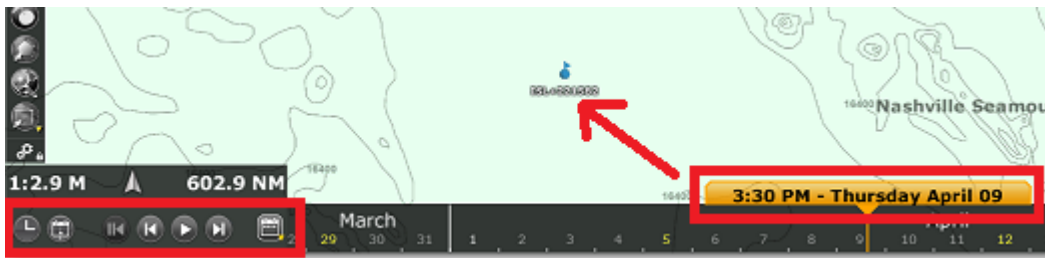 Nashville Seamou
16400
16400
1:2.9 M
602.9 NM
3:30 PM - Thursday April 09
March
April
29 30 31 1 2 3 4 5 6 7 8 9 10 11 12